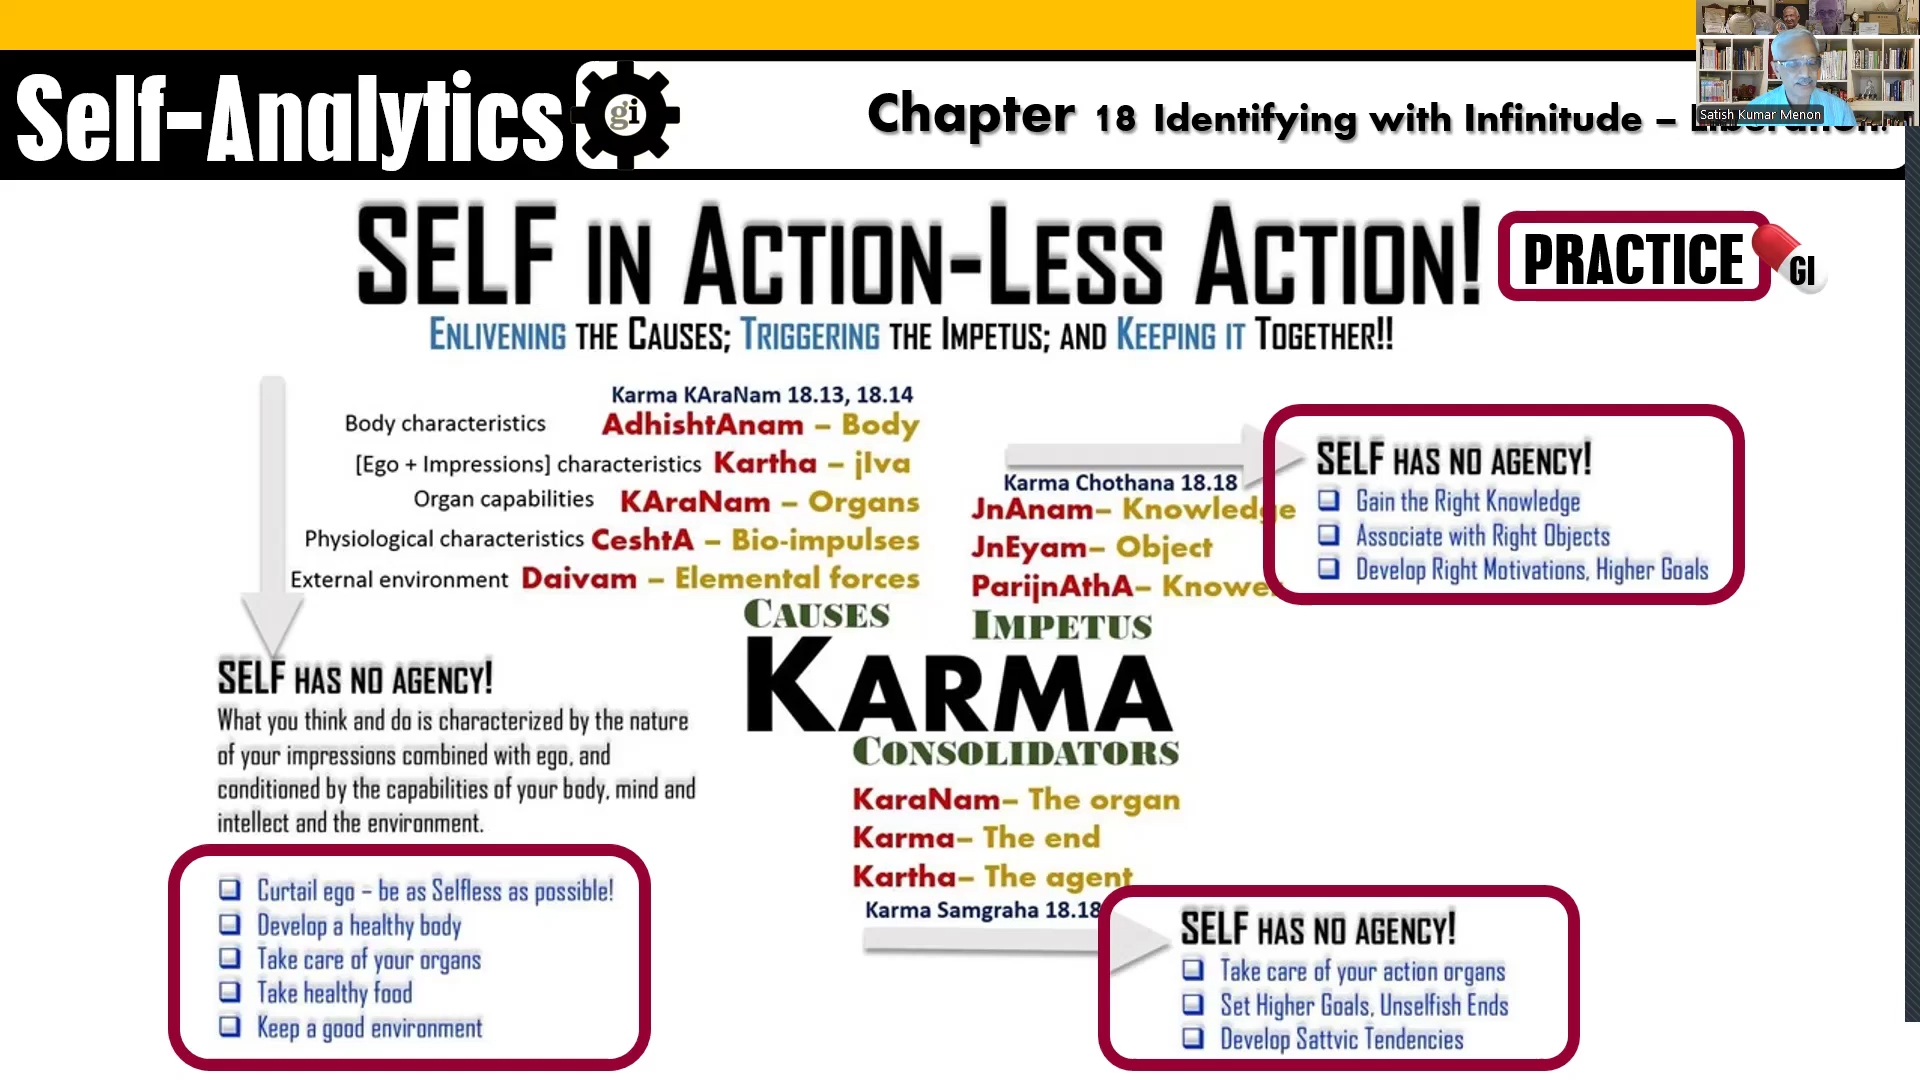 Self-Analytics
gi
Chapter 18 Identifying with Infinitude –
Satish Kumar Menon
SELF IN ACTION-LESS ACTION!
PRACTICE
GI
ENLIVENING THE CAUSES; TRIGGERING THE IMPETUS; AND KEEPING IT TOGETHER!!
Karma KAraNam 18.13, 18.14
Body characteristics AdhishtAnam – Body
[Ego + Impressions] characteristics Kartha – jIva
Organ capabilities KAraNam – Organs
Physiological characteristics CeshtA – Bio-impulses
External environment Daivam – Elemental forces
CAUSES
Karma Chothana 18.18
JnAnam– Knowledge
JnEyam– Object
ParijnAthA– Knower
IMPETUS
SELF HAS NO AGENCY!
Gain the Right Knowledge
Associate with Right Objects
Develop Right Motivations, Higher Goals
KARMA
CONSOLIDATORS
KaraNam– The organ
Karma– The end
Kartha– The agent
Karma Samgraha 18.18
SELF HAS NO AGENCY!
What you think and do is characterized by the nature
of your impressions combined with ego, and
conditioned by the capabilities of your body, mind and
intellect and the environment.
Curtail ego – be as Selfless as possible!
Develop a healthy body
Take care of your organs
Take healthy food
Keep a good environment
SELF HAS NO AGENCY!
Take care of your action organs
Set Higher Goals, Unselfish Ends
Develop Sattvic Tendencies